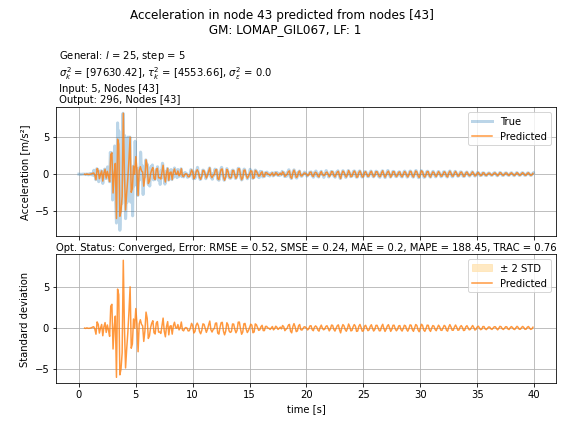 Acceleration in node 43 predicted from nodes [43]
GM: LOMAP_GIL067, LF: 1
General: l = 25, step = 5
σ²ₖ = [97630.42], τ²ₖ = [4553.66], σ²ₑ = 0.0
Input: 5, Nodes [43]
Output: 296, Nodes [43]
Acceleration [m/s²]
5
0
−5
True
Predicted
Opt. Status: Converged, Error: RMSE = 0.52, SMSE = 0.24, MAE = 0.2, MAPE = 188.45, TRAC = 0.76
Standard deviation
5
0
−5
± 2 STD
Predicted
0 5 10 15 20 25 30 35 40
time [s]